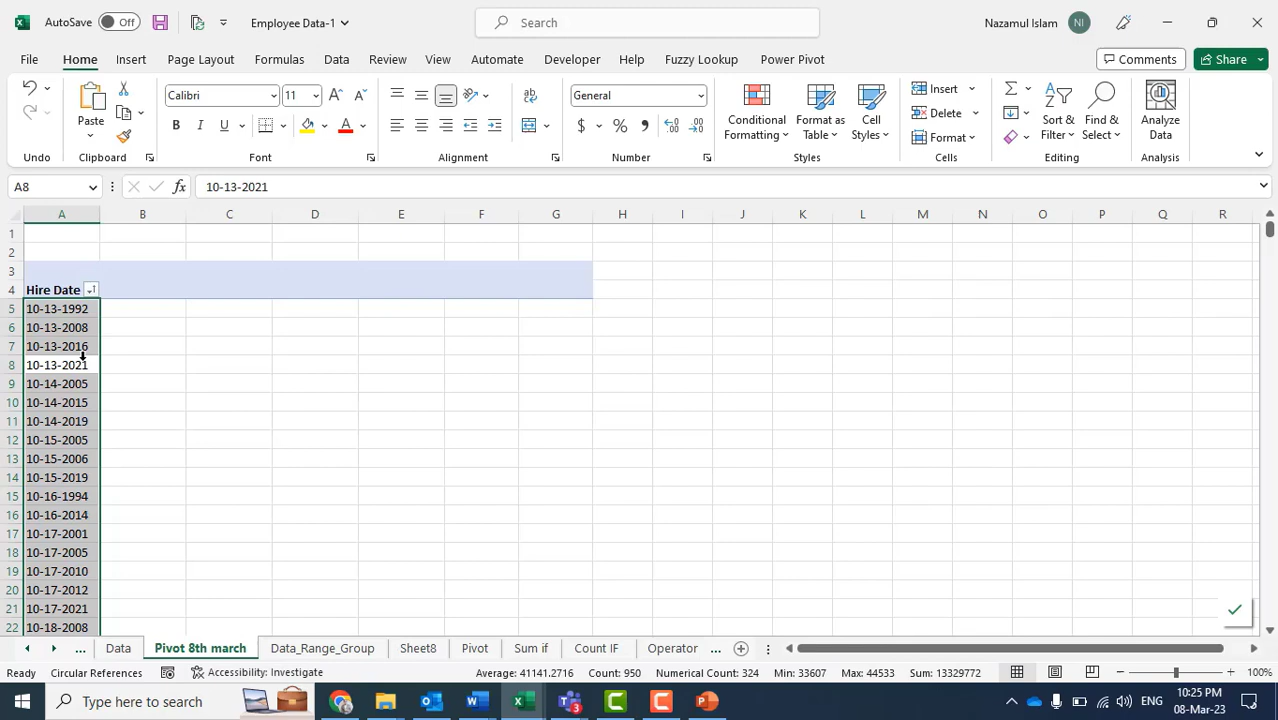 AutoSave Off Employee Data-1 Search Nazamul Islam NI
File Home Insert Page Layout Formulas Data Review View Automate Developer Help Fuzzy Lookup Power Pivot Comments Share
Calibri 11 General Insert
Paste B I U A $ % Conditional Formatting Format as Table Cell Styles Delete Format Sort & Filter Find & Select Analyze Data
Undo Clipboard Font Alignment Number Styles Cells Editing Analysis
A8 fx 10-13-2021
A B C D E F G H I J K L M N O P Q R
1
2
3
4 Hire Date
5 10-13-1992
6 10-13-2008
7 10-13-2016
8 10-13-2021
9 10-14-2005
10 10-14-2015
11 10-14-2019
12 10-15-2005
13 10-15-2006
14 10-15-2019
15 10-16-1994
16 10-16-2014
17 10-17-2001
18 10-17-2005
19 10-17-2010
20 10-17-2012
21 10-17-2021
22 10-18-2008
... Data Pivot 8th march Data_Range_Group Sheet8 Pivot Sum if Count IF Operator ...
Ready Circular References Accessibility: Investigate Average: 41141.2716 Count: 950 Numerical Count: 324 Min: 33607 Max: 44533 Sum: 13329772 100%
Type here to search ENG 10:25 PM
08-Mar-23